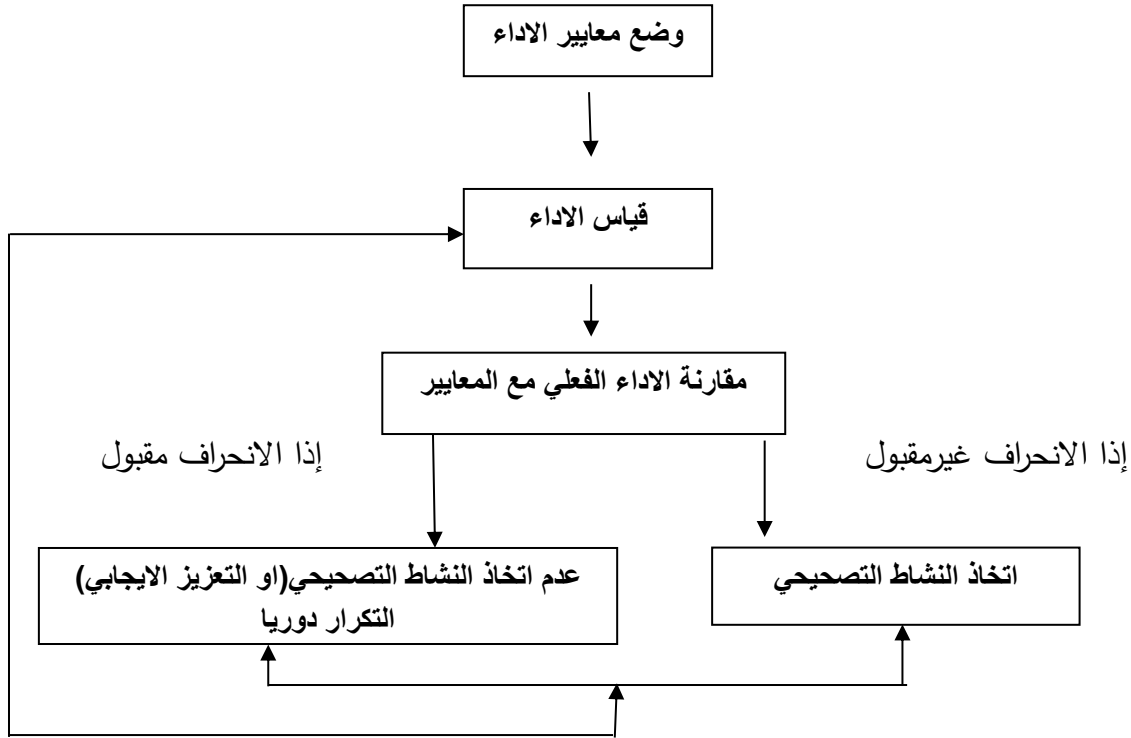 وضع معايير الاداء
قياس الاداء
مقارنة الاداء الفعلي مع المعايير
إذا الانحراف غيرمقبول
إذا الانحراف مقبول
اتخاذ النشاط التصحيحي
عدم اتخاذ النشاط التصحيحي(او التعزيز الايجابي)
التكرار دوريا